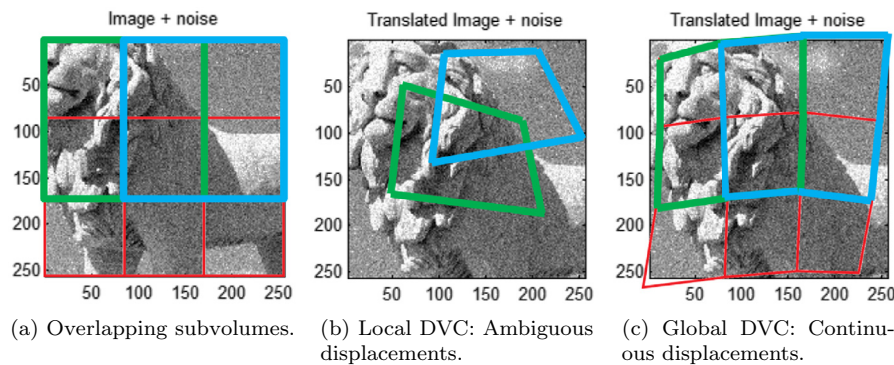 Image + noise
50
100
150
200
250
50 100 150 200 250
(a) Overlapping subvolumes.
Translated Image + noise
50
100
150
200
250
50 100 150 200 250
(b) Local DVC: Ambiguous
displacements.
Translated Image + noise
50
100
150
200
250
50 100 150 200 250
(c) Global DVC: Continu-
ous displacements.